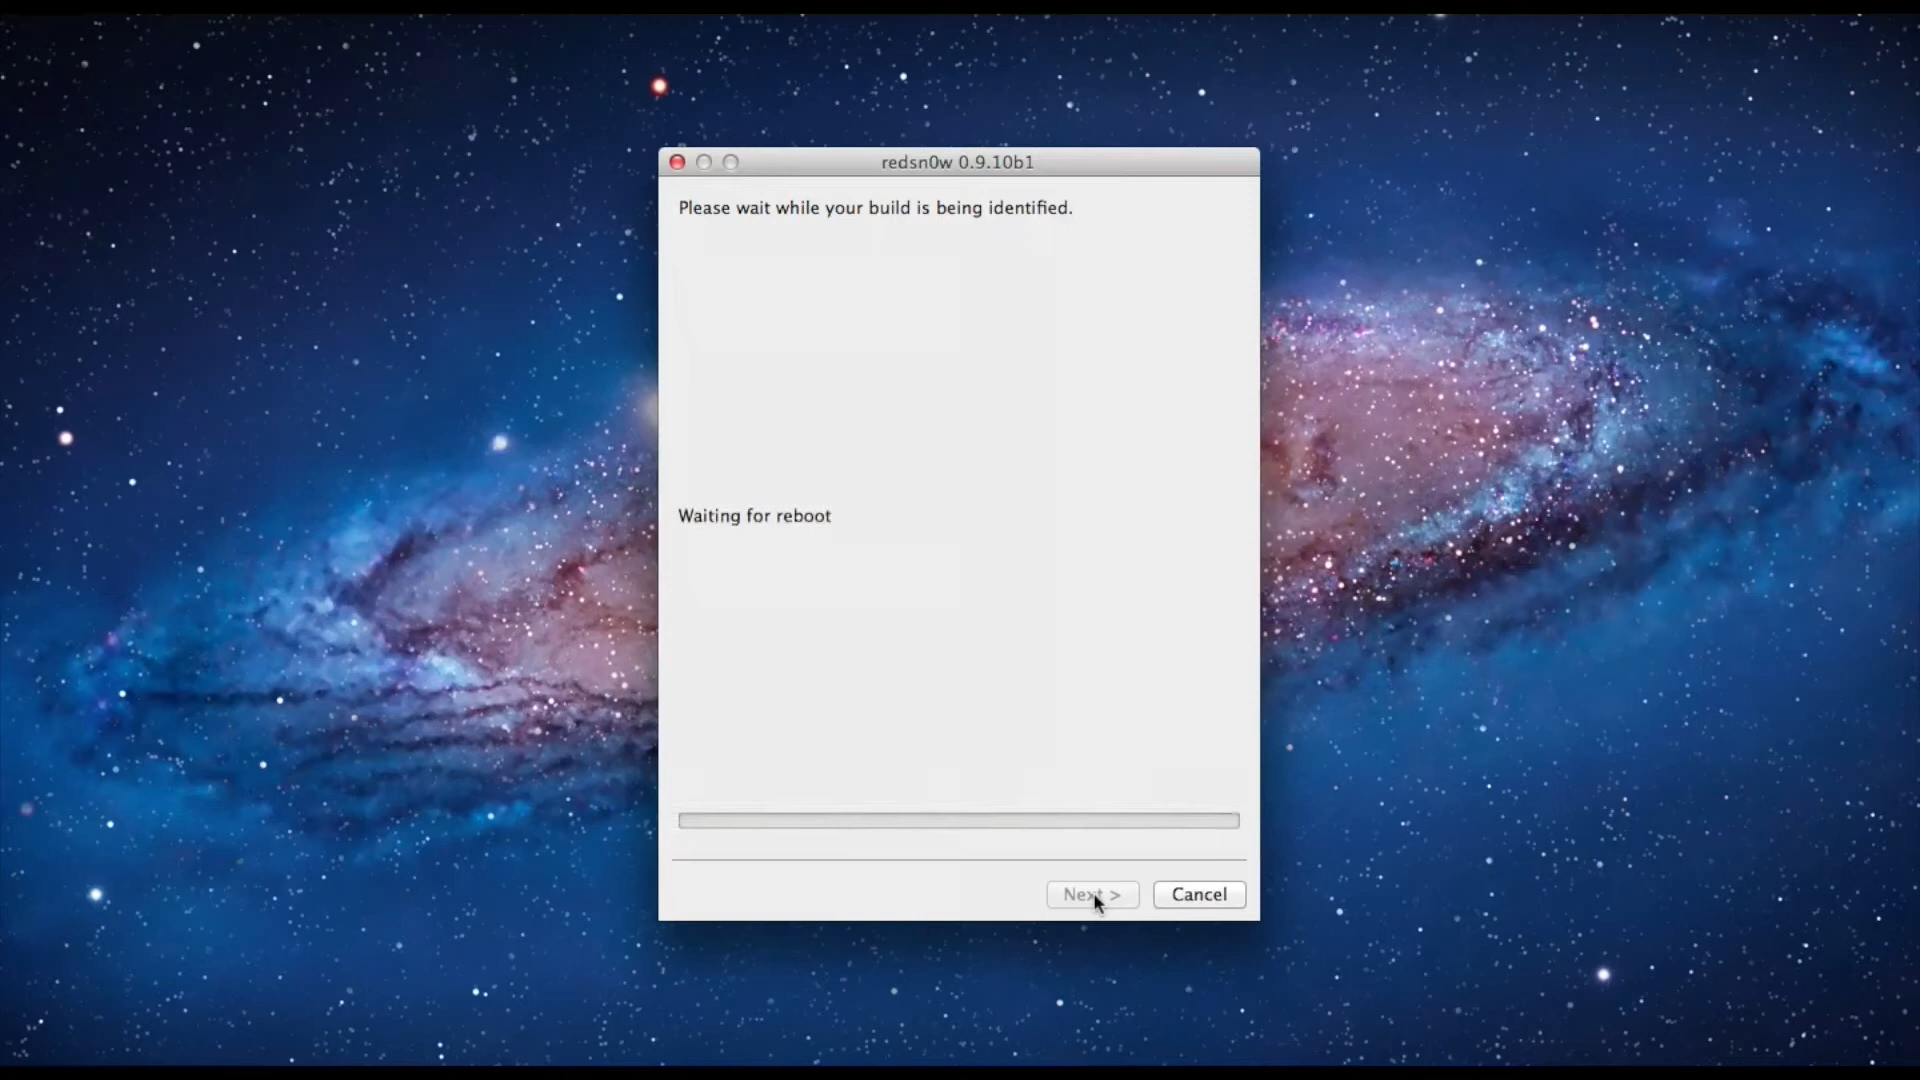 redsn0w 0.9.10b1
Please wait while your build is being identified.
Waiting for reboot
Next >
Cancel